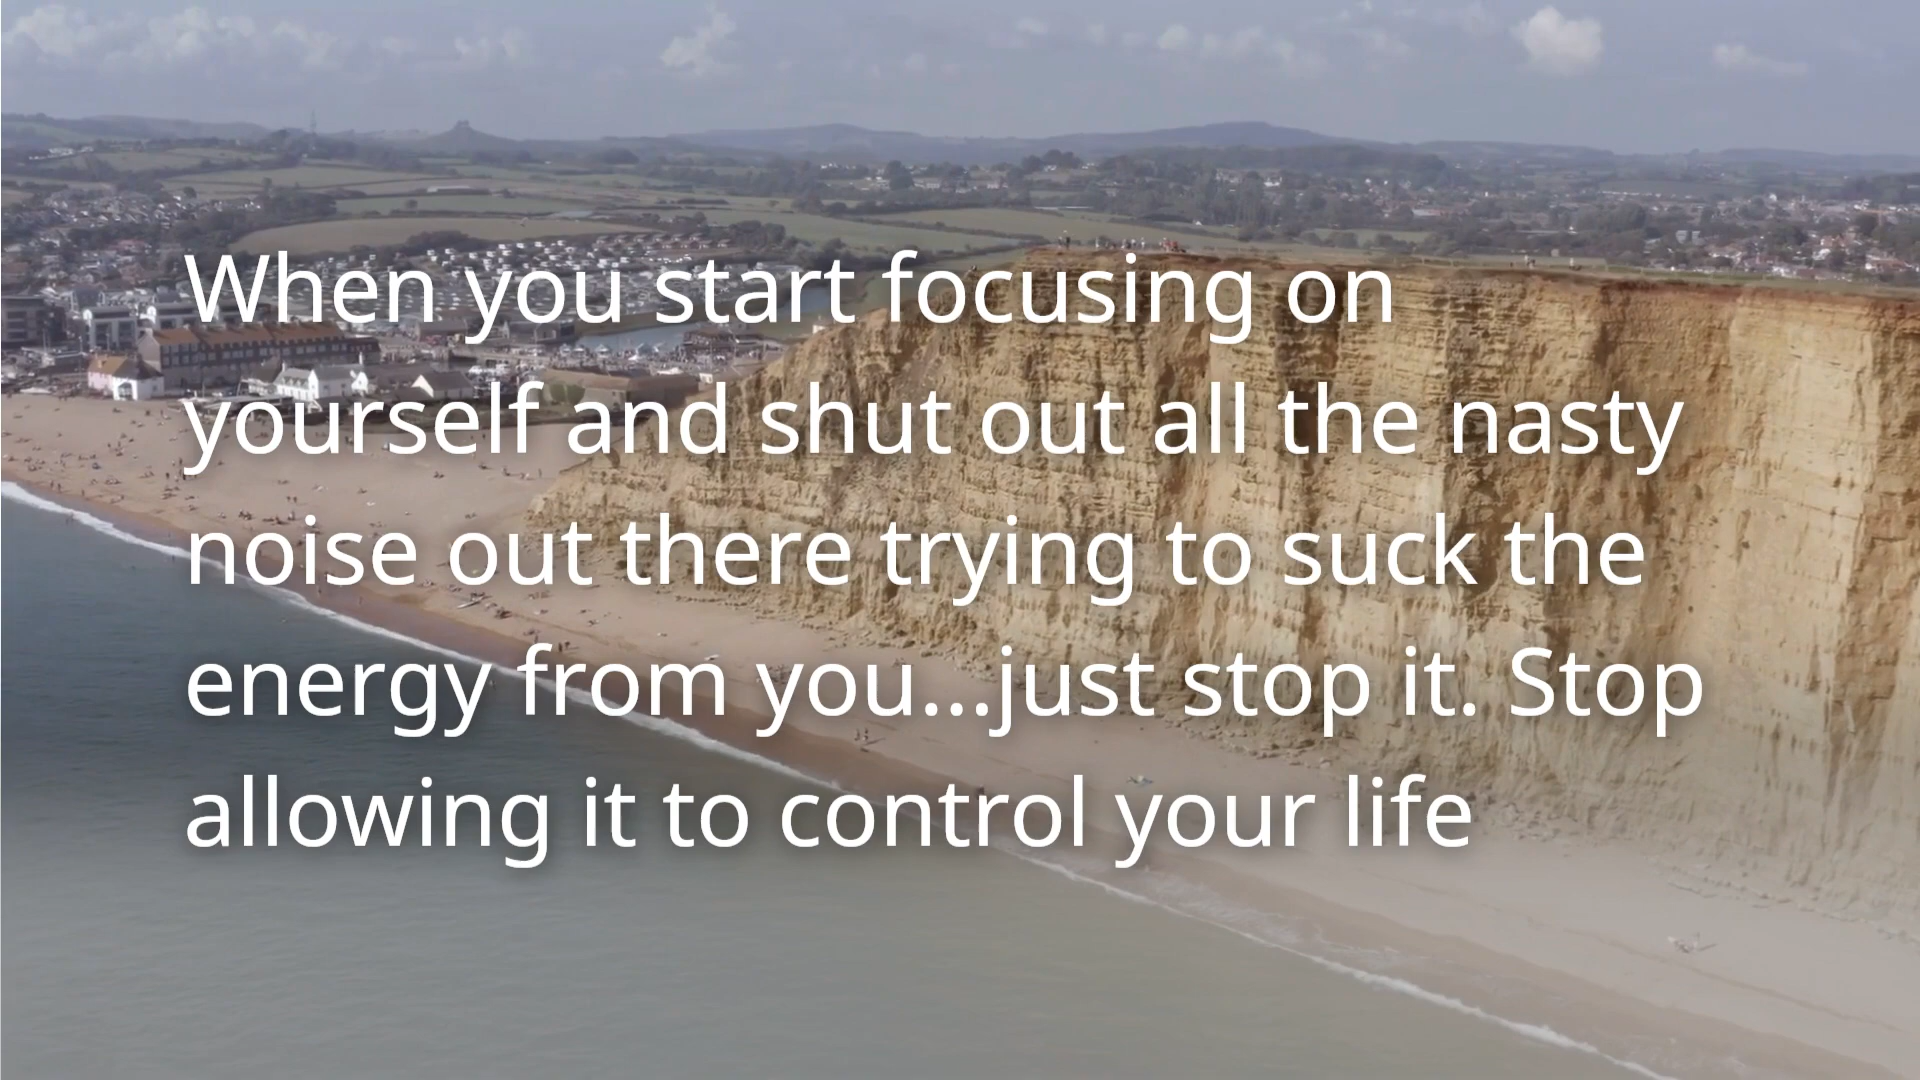 When you start focusing on
yourself and shut out all the nasty
noise out there trying to suck the
energy from you...just stop it. Stop
allowing it to control your life